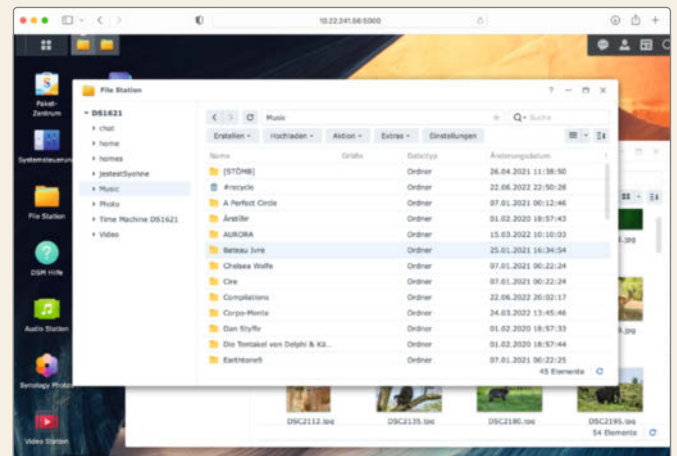 10.22.241.66:5000
File Station
Paket-
Zentrum
Systemsteuerung
File Station
DSM Hilfe
Audio Station
Synology Photos
Video Station
DS1621
chat
home
homes
Music
Photo
Time Machine DS1621
Video
Music
Suche
Erstellen
Hochladen
Aktion
Extras
Einstellungen
Name Größe Dateityp Änderungsdatum
[STÖMB] Ordner 26.04.2021 11:38:50
#recycle Ordner 22.06.2022 22:50:28
A Perfect Circle Ordner 07.01.2021 00:12:46
Árstíðir Ordner 01.02.2020 18:57:43
AURORA Ordner 15.03.2022 10:10:03
Bateau Ivre Ordner 25.01.2021 16:34:54
Chelsea Wolfe Ordner 07.01.2021 00:22:24
Cire Ordner 07.01.2021 00:22:24
Compilations Ordner 22.06.2022 20:02:17
Corpo-Mente Ordner 24.03.2022 13:45:46
Dan Styffe Ordner 01.02.2020 18:57:33
Die Tentakel von Delphi & Kä... Ordner 01.02.2020 18:57:44
Earthtone9 Ordner 07.01.2021 00:22:25
45 Elemente
DSC2112.jpg
DSC2135.jpg
DSC2180.jpg
DSC2195.jpg
54 Elemente